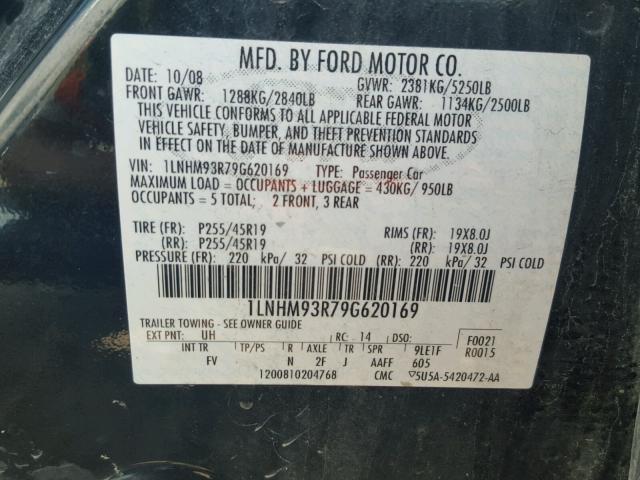 MFD. BY FORD MOTOR CO.
DATE: 10/08 GVWR: 2381KG/5250LB
FRONT GAWR: 1288KG/2840LB REAR GAWR: 1134KG/2500LB
THIS VEHICLE CONFORMS TO ALL APPLICABLE FEDERAL MOTOR
VEHICLE SAFETY, BUMPER, AND THEFT PREVENTION STANDARDS
IN EFFECT ON THE DATE OF MANUFACTURE SHOWN ABOVE.
VIN: 1LNHM93R79G620169 TYPE: Passenger Car
MAXIMUM LOAD = OCCUPANTS + LUGGAGE = 430KG/ 950LB
OCCUPANTS = 5 TOTAL; 2 FRONT, 3 REAR
TIRE (FR): P255/45R19 RIMS (FR): 19X8.0J
(RR): P255/45R19 (RR): 19X8.0J
PRESSURE (FR): 220 kPa/ 32 PSI COLD (RR): 220 kPa/ 32 PSI COLD
1LNHM93R79G620169
TRAILER TOWING - SEE OWNER GUIDE
EXT PNT: UH RC: 14 DSO: F0021
INT TR TP/PS R AXLE TR SPR 9LE1F R0015
FV N 2F J AAFF 605
1200810204768 CMC ▽5U5A-5420472-AA